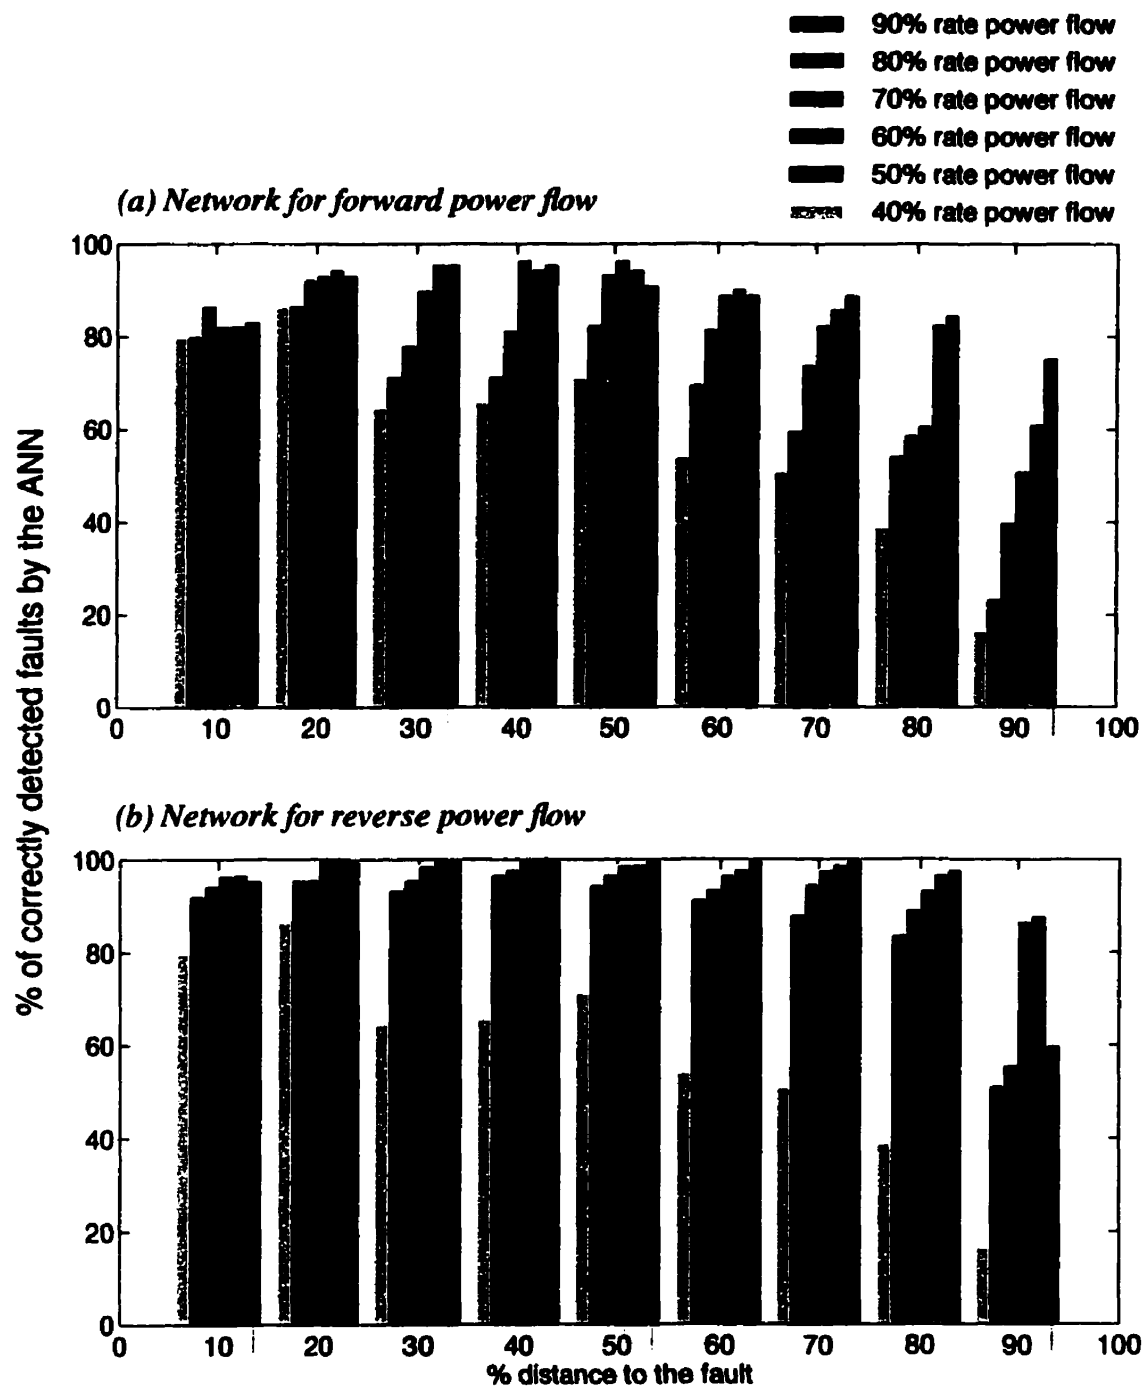 90% rate power flow
80% rate power flow
70% rate power flow
60% rate power flow
50% rate power flow
40% rate power flow
(a) Network for forward power flow
100
80
60
40
20
0
0 10 20 30 40 50 60 70 80 90 100
% of correctly detected faults by the ANN
(b) Network for reverse power flow
100
80
60
40
20
0
0 10 20 30 40 50 60 70 80 90 100
% distance to the fault